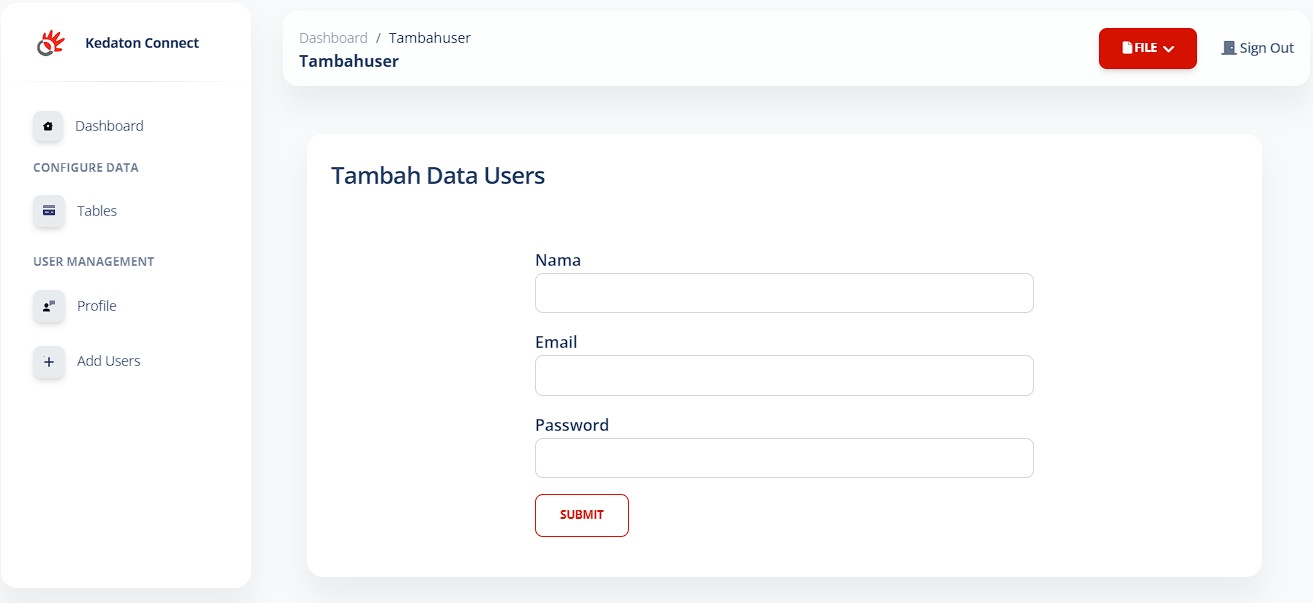 Kedaton Connect
Dashboard
CONFIGURE DATA
Tables
USER MANAGEMENT
Profile
Add Users
Dashboard / Tambahuser
Tambahuser
FILE
Sign Out
Tambah Data Users
Nama
Email
Password
SUBMIT